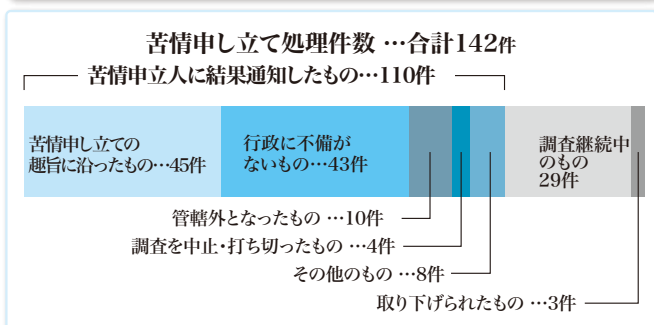 苦情申し立て処理件数 …合計142件
苦情申立人に結果通知したもの…110件
苦情申し立ての
趣旨に沿ったもの…45件
行政に不備が
ないもの…43件
調査継続中
のもの
29件
管轄外となったもの …10件
調査を中止・打ち切ったもの …4件
その他のもの…8件
取り下げられたもの …3件